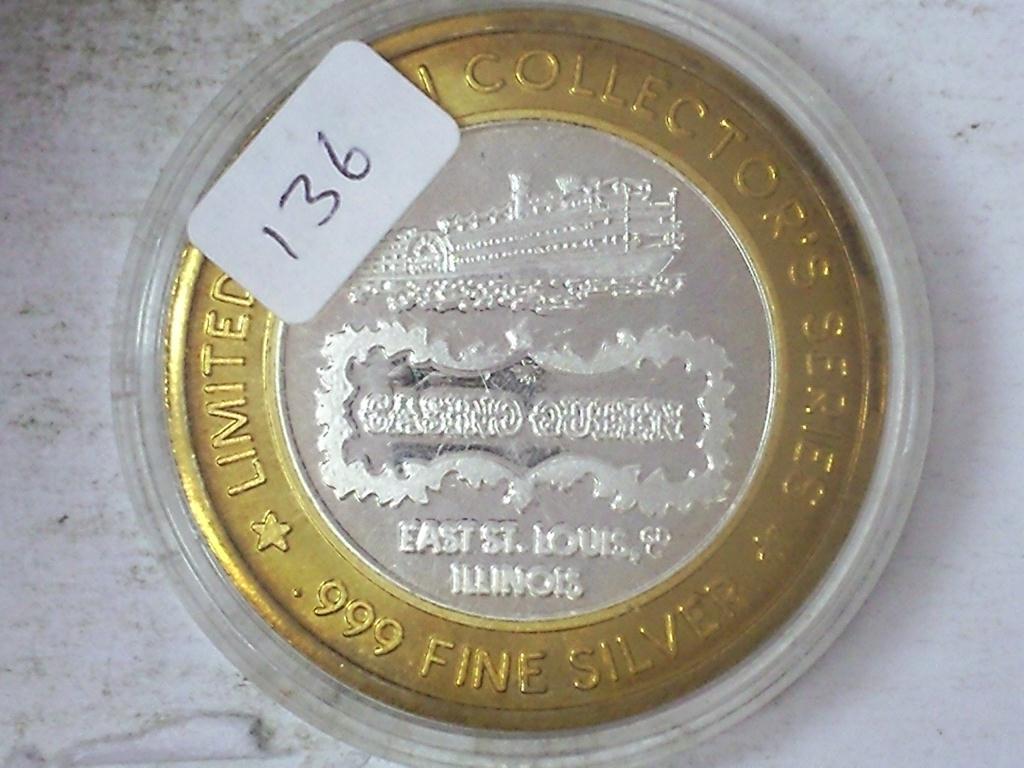 136
LIMITED COLLECTOR'S SERIES
CASINO QUEEN
EAST ST. LOUIS,
ILLINOIS
.999 FINE SILVER